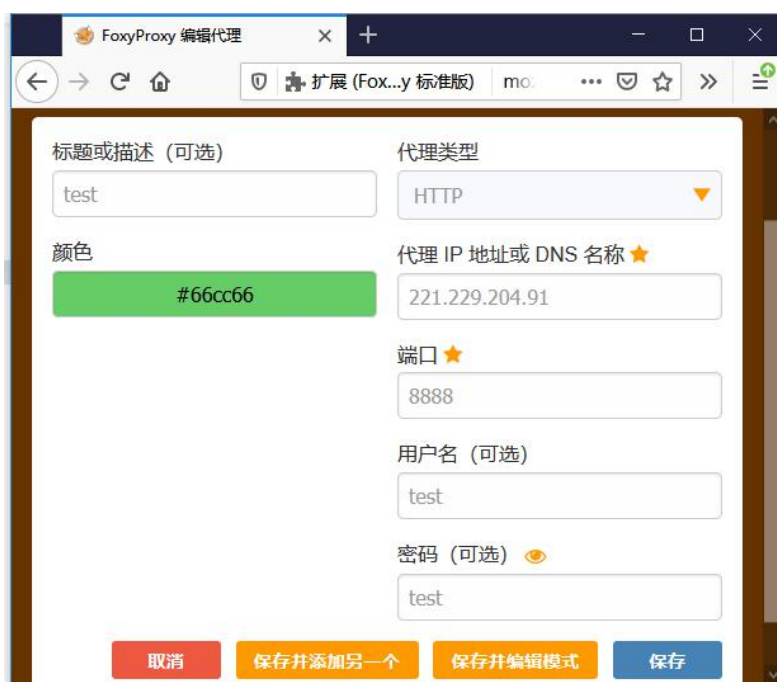 FoxyProxy 编辑代理
扩展 (Fox...y 标准版) mo
标题或描述（可选）
test
颜色
#66cc66
代理类型
HTTP
代理 IP 地址或 DNS 名称
221.229.204.91
端口
8888
用户名（可选）
test
密码（可选）
test
取消 保存并添加另一个 保存并编辑模式 保存